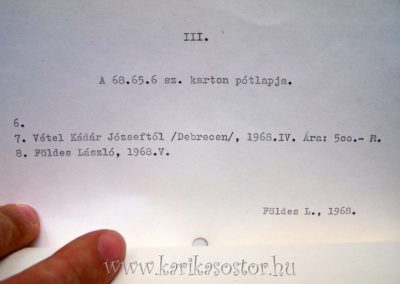 III.
A 68.65.6 sz. karton pótlapja.
6.
7. Vétel Kádár Józseftől /Debrecen/, 1968.IV. Ára: 500.- Ft.
8. Földes László, 1968.V.
Földes L., 1968.
www.karikasostor.hu